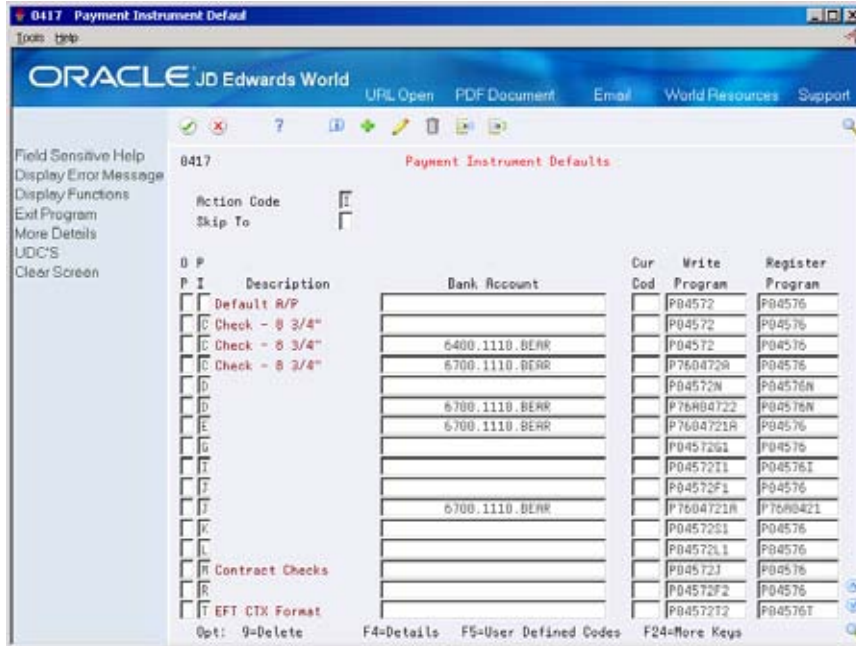 0417 Payment Instrument Defaul
Tools Help
ORACLE JD Edwards World
URL Open PDF Document Email World Resources Support
Field Sensitive Help
Display Error Message
Display Functions
Exit Program
More Details
UDC'S
Clear Screen
0417 Payment Instrument Defaults
Action Code I
Skip To
O P Cur Write Register
P I Description Bank Account Cod Program Program
Default A/P P04572 P04576
C Check - 8 3/4" P04572 P04576
C Check - 8 3/4" 6400.1110.BEAR P04572 P04576
C Check - 8 3/4" 6700.1110.BEAR P760472A P04576
D P04572N P04576N
D 6700.1110.BEAR P76A04722 P04576N
E 6700.1110.BEAR P7604721A P04576
G P04572G1 P04576
I P04572I1 P04576I
J P04572F1 P04576
J 6700.1110.BEAR P7604721A P76A0421
K P04572S1 P04576
L P04572L1 P04576
M Contract Checks P04572J P04576
R P04572F2 P04576
T EFT CTX Format P04572T2 P04576T
Opt: 9=Delete F4=Details F5=User Defined Codes F24=More Keys